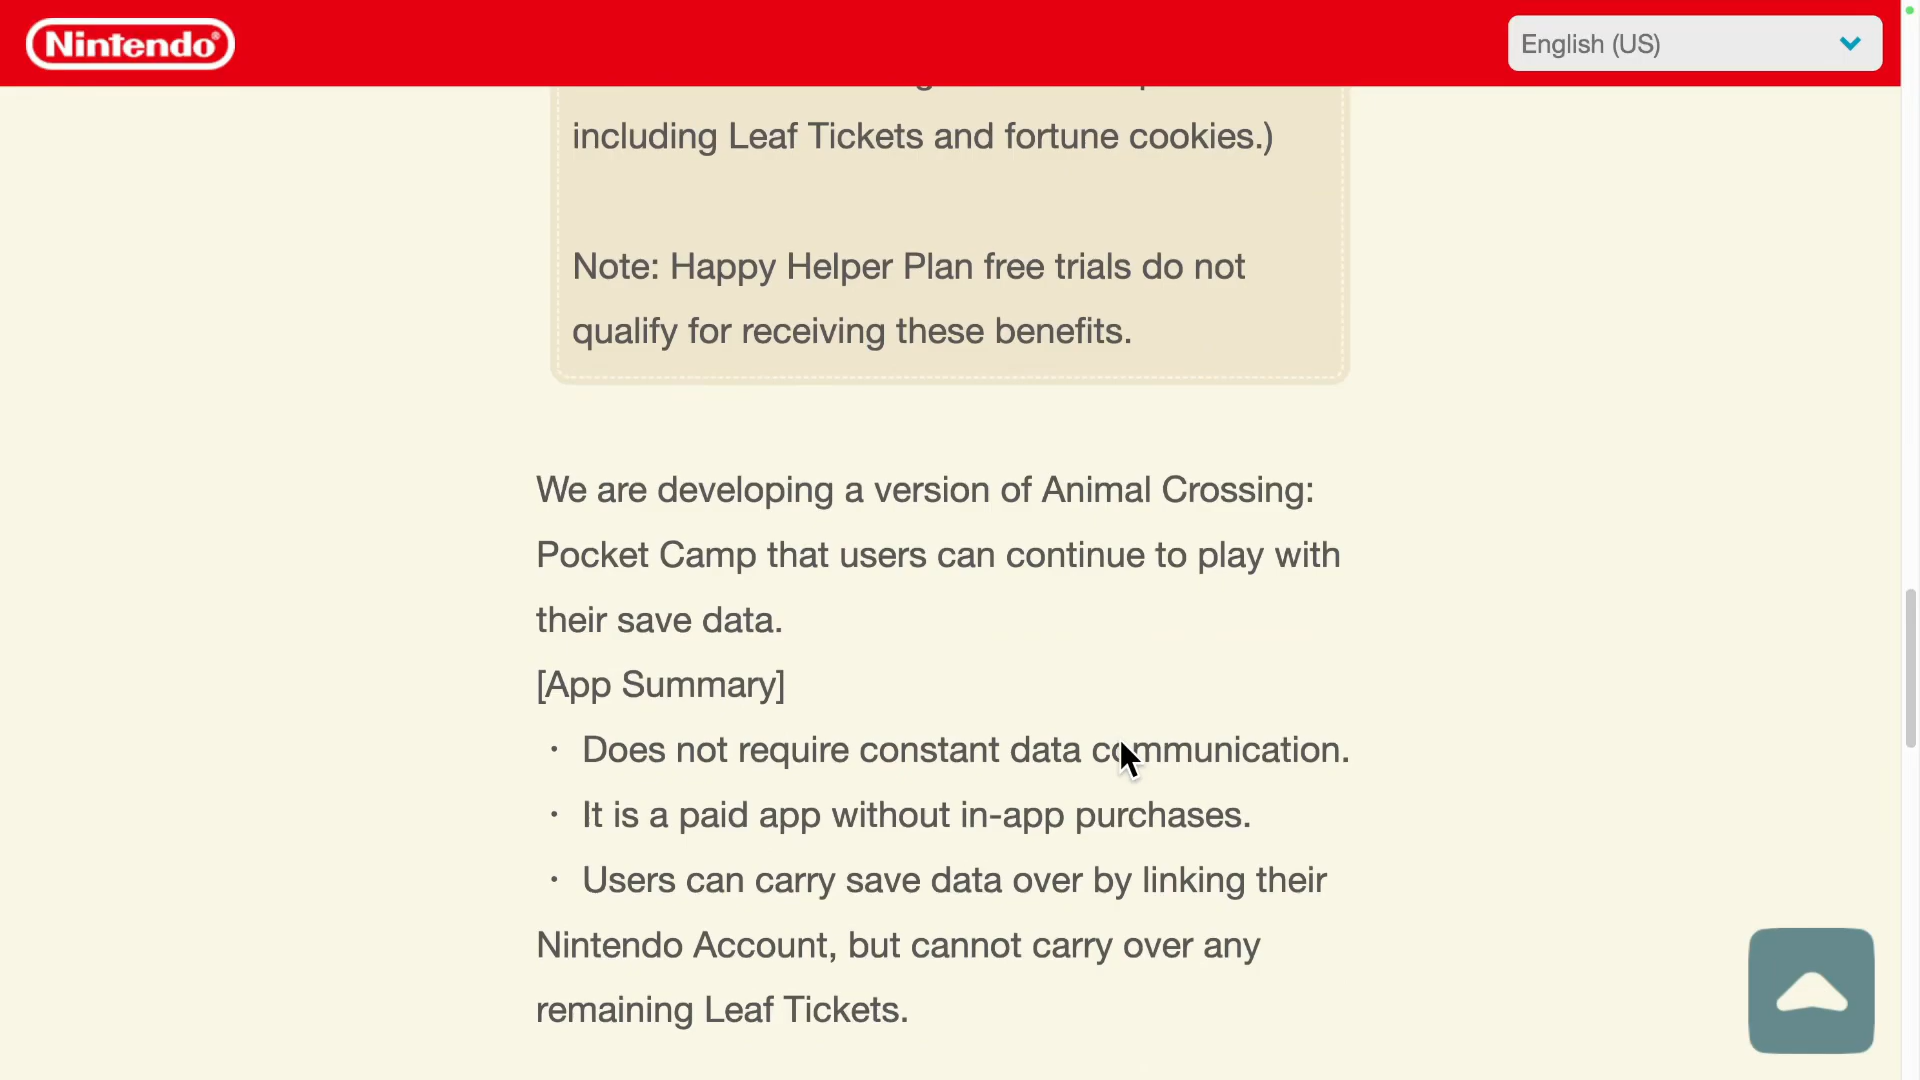 Nintendo®
English (US)
including Leaf Tickets and fortune cookies.)
Note: Happy Helper Plan free trials do not
qualify for receiving these benefits.
We are developing a version of Animal Crossing:
Pocket Camp that users can continue to play with
their save data.
[App Summary]
・ Does not require constant data communication.
・ It is a paid app without in-app purchases.
・ Users can carry save data over by linking their
Nintendo Account, but cannot carry over any
remaining Leaf Tickets.